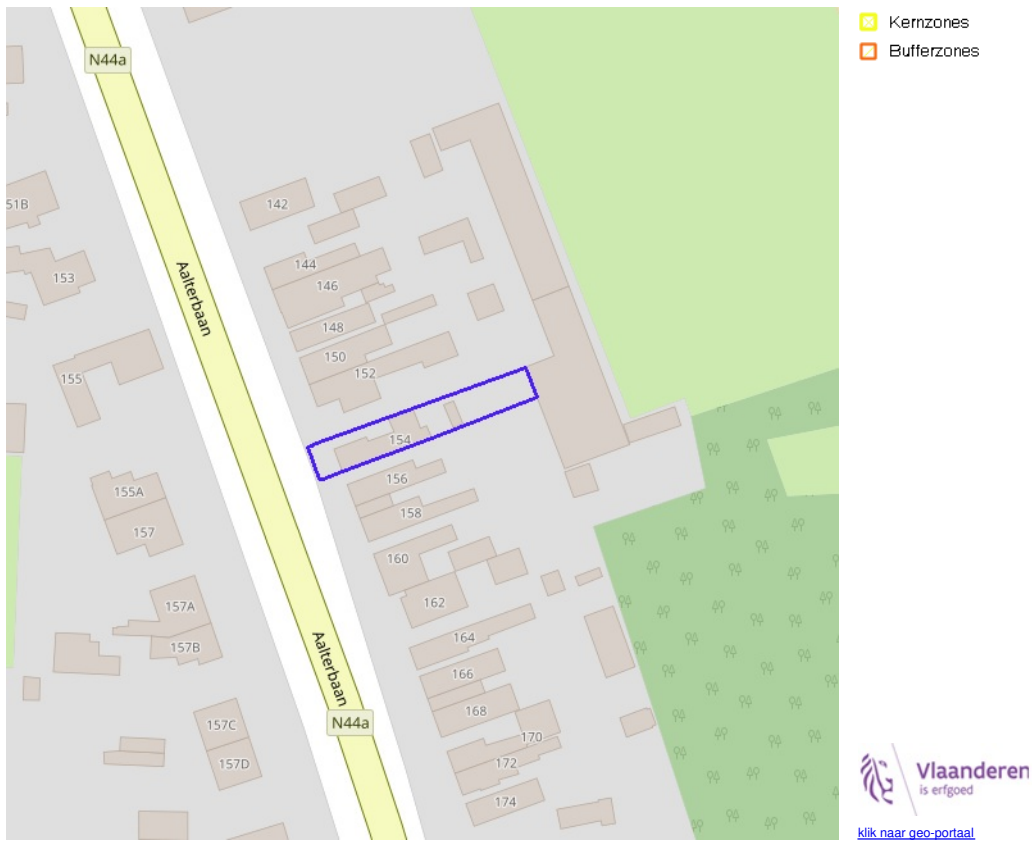 N44a
Kernzones
Bufferzones
51B
142
153
144
146
Aalterbaan
148
150
152
155
154
156
155A
158
157
160
162
157A
164
157B
Aalterbaan
166
168
N44a
157C
170
157D
172
174
Vlaanderen
is erfgoed
klik naar geo-portaal